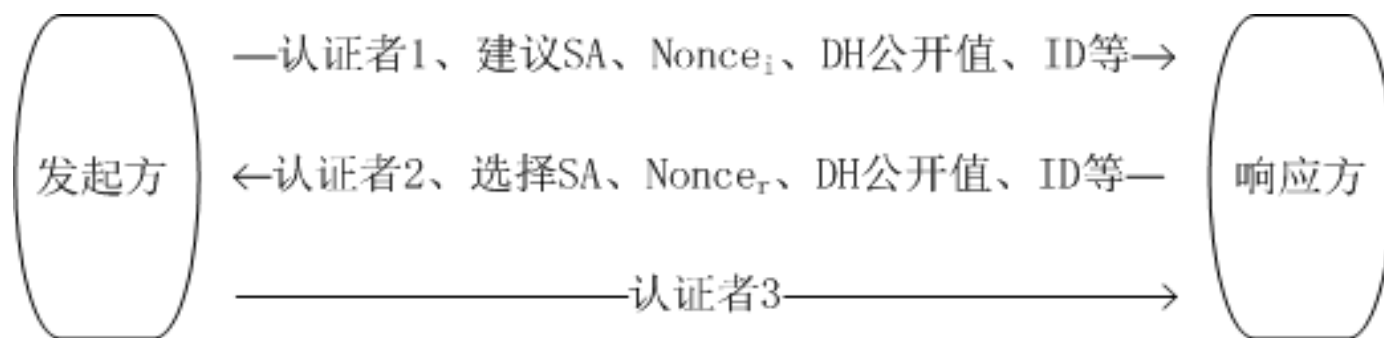 认证者1、建议SA、Nonceᵢ、DH公开值、ID等
发起方
认证者2、选择SA、Nonceᵣ、DH公开值、ID等
响应方
认证者3